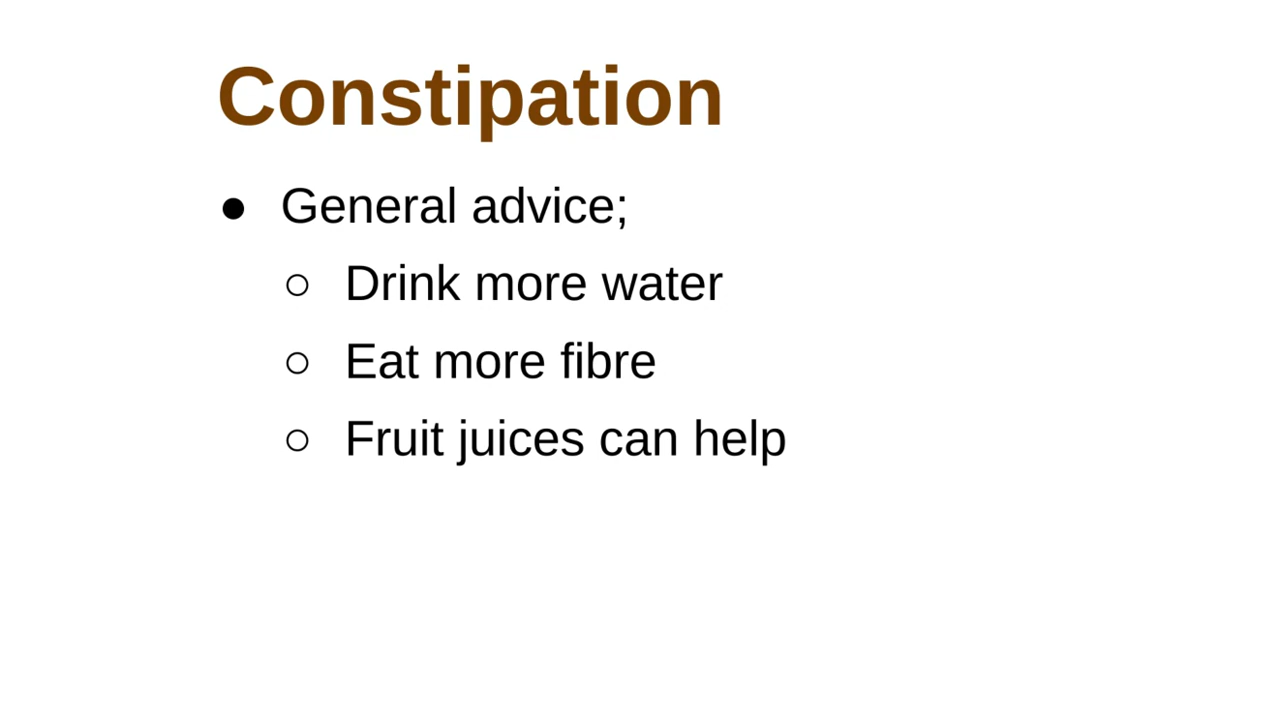 Constipation
● General advice;
○ Drink more water
○ Eat more fibre
○ Fruit juices can help